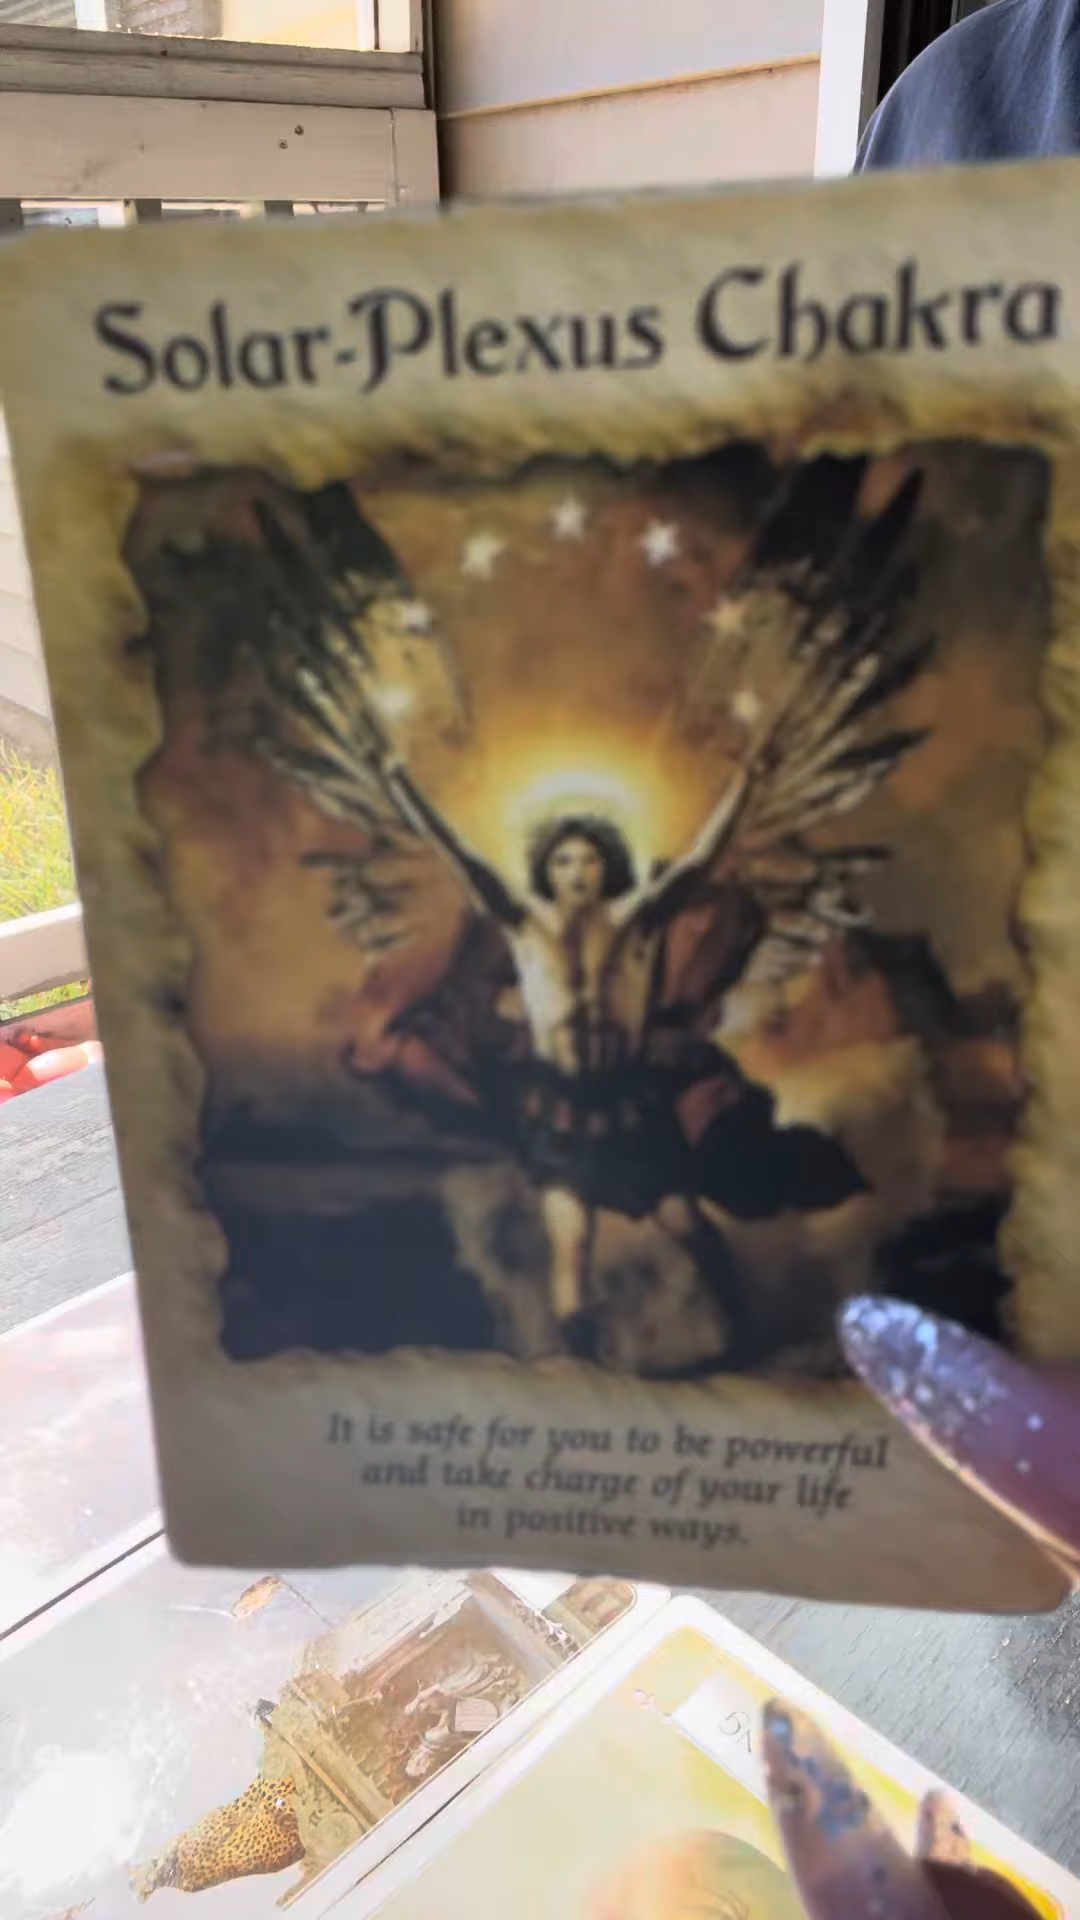 Solar-Plexus Chakra
It is safe for you to be powerful
and take charge of your life
in positive ways.